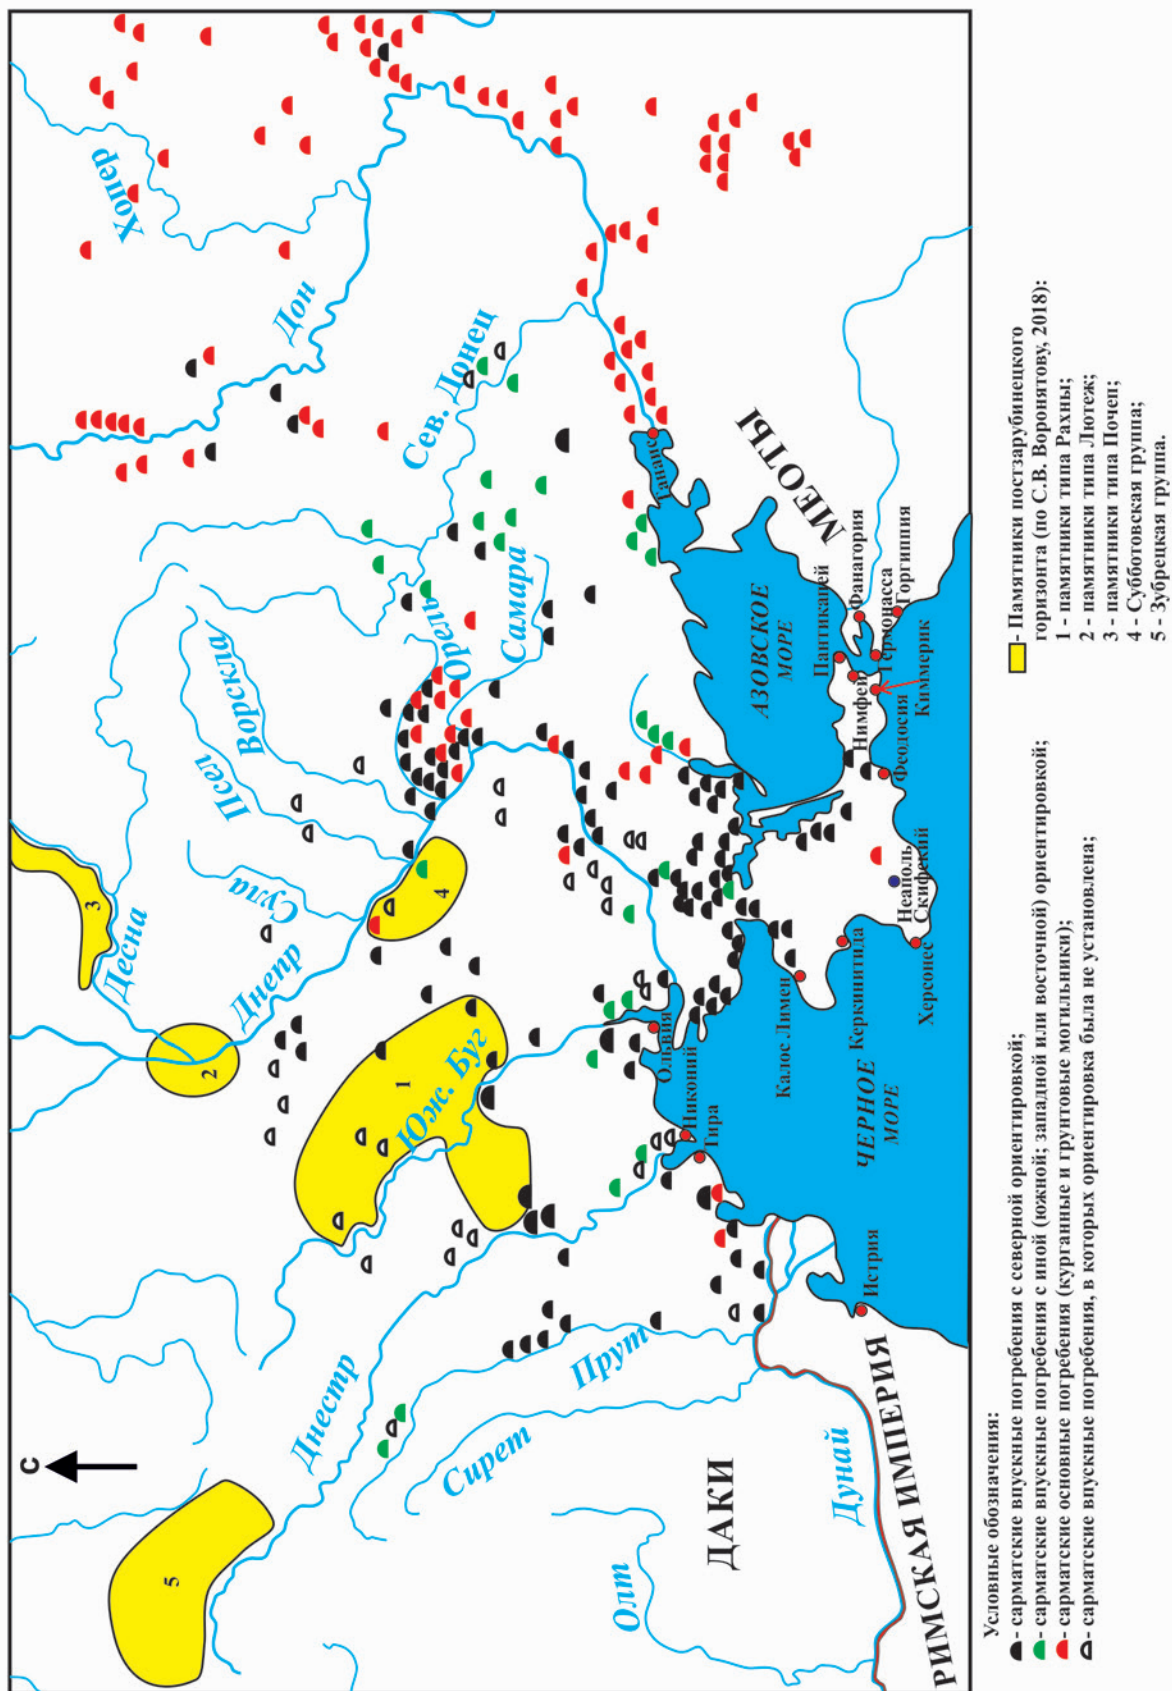 С
Хопер
Дон
Сев. Донец
Десна
Сула
Псел
Ворскла
Орель
Самара
Днепр
3
2
4
1
5
Юж. Буг
Днестр
Прут
Сирет
Олт
Дунай
ДАКИ
РИМСКАЯ ИМПЕРИЯ
МЕОТЫ
АЗОВСКОЕ
МОРЕ
ЧЕРНОЕ
МОРЕ
Танаис
Пантикапей
Фанагория
Гермонасса
Горгиппия
Нимфей
Киммерик
Феодосия
Неаполь
Скифский
Херсонес
Керкинитида
Калос Лимен
Ольвия
Никоний
Тира
Истрия
Условные обозначения:
- сарматские впускные погребения с северной ориентировкой;
- сарматские впускные погребения с иной (южной; западной или восточной) ориентировкой;
- сарматские основные погребения (курганные и грунтовые могильники);
- сарматские впускные погребения, в которых ориентировка была не установлена;
- Памятники постзарубинецкого
горизонта (по С.В. Воронятову, 2018):
1 - памятники типа Рахны;
2 - памятники типа Лютеж;
3 - памятники типа Почеп;
4 - Субботовская группа;
5 - Зубрецкая группа.